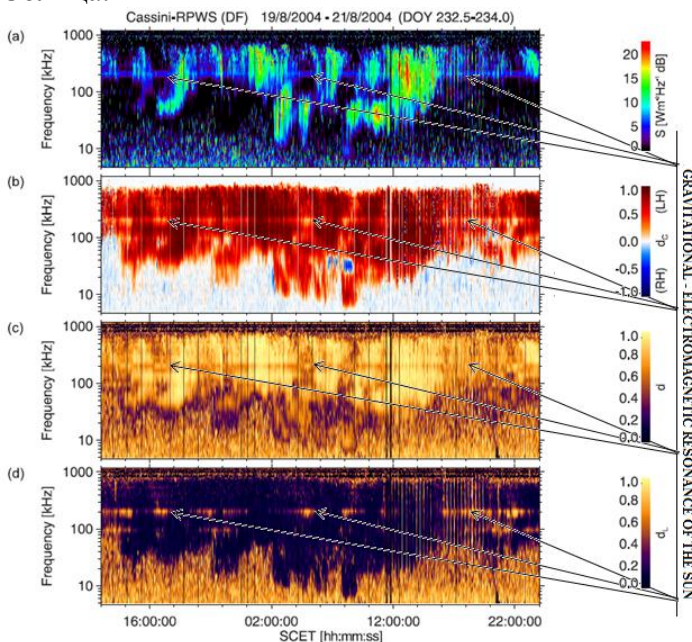 Cassini-RPWS (DF) 19/8/2004 - 21/8/2004 (DOY 232.5-234.0)
(a)
1000
100
10
Frequency [kHz]
20
15
10
5
0
S [Wm⁻²Hz⁻¹ dB]
(b)
1000
100
10
Frequency [kHz]
1.0
0.5
0.0
-0.5
-1.0
(RH) d_C (LH)
(c)
1000
100
10
Frequency [kHz]
1.0
0.8
0.6
0.4
0.2
0.0
d
(d)
1000
100
10
Frequency [kHz]
1.0
0.8
0.6
0.4
0.2
0.0
d_L
16:00:00 02:00:00 12:00:00 22:00:00
SCET [hh:mm:ss]
GRAVITATIONAL - ELECTROMAGNETIC RESONANCE OF THE SUN